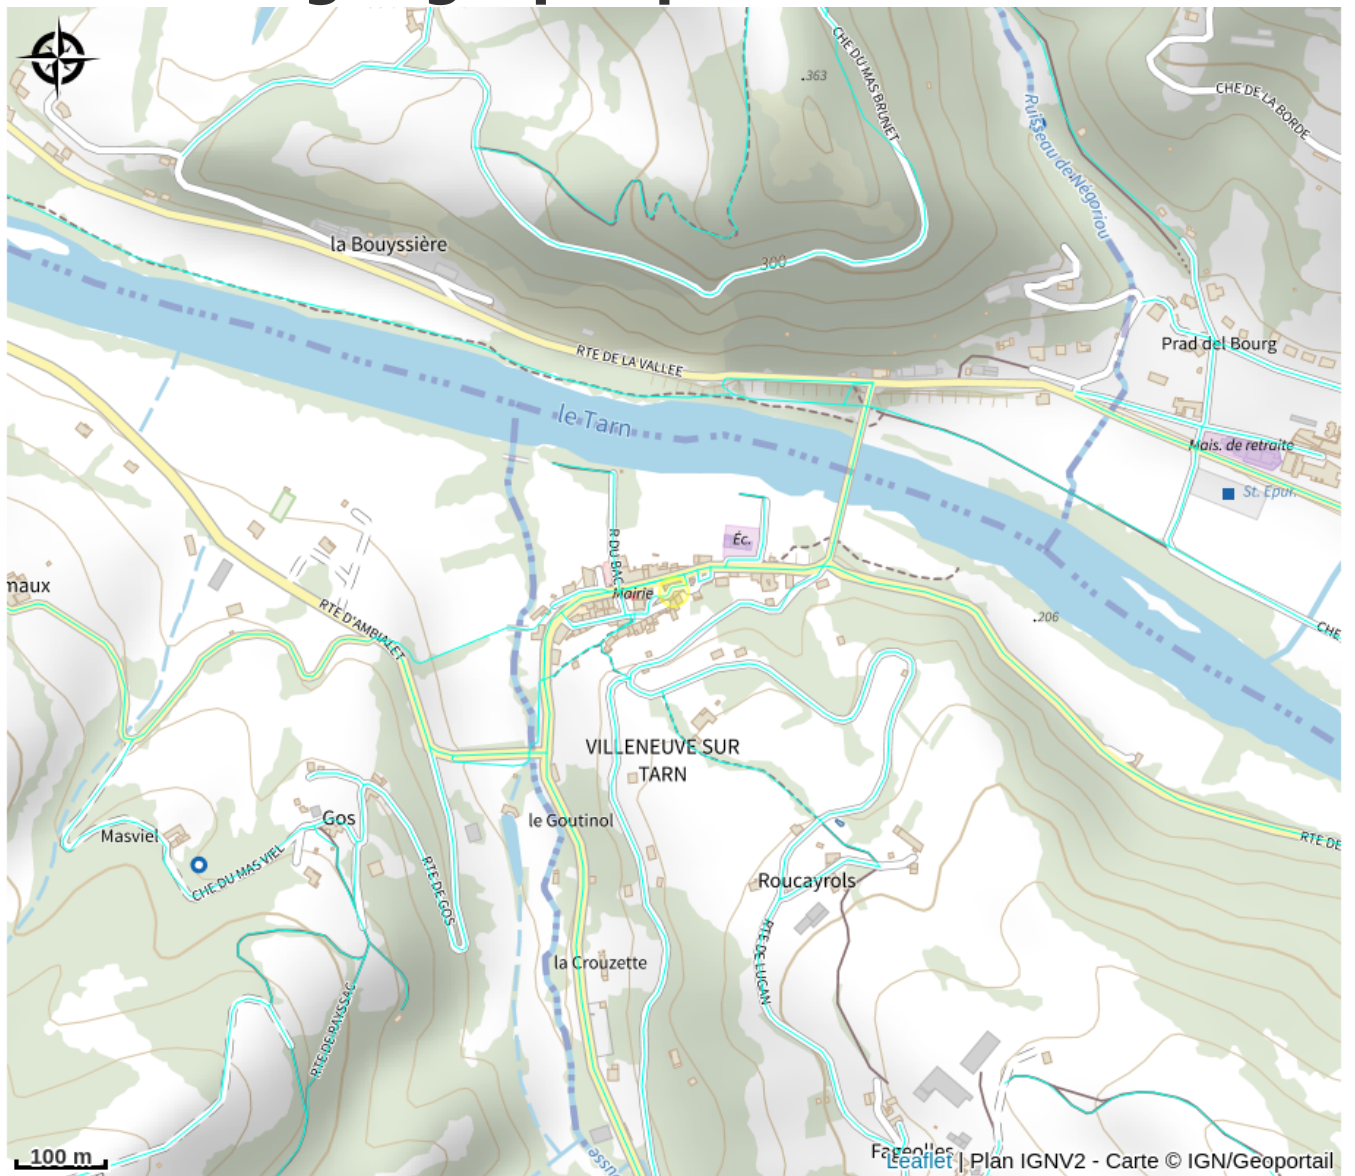 CHE DU MAS BRUNET
363
CHE DE LA BORDE
Ruisseau de Négoriou
la Bouyssière
300
Prad del Bourg
RTE DE LA VALLEE
le Tarn
Mais. de retraite
St. Epur.
Éc.
R DU BAC
Mairie
maux
RTE D'AMBIALET
206
CHE
VILLENEUVE SUR
TARN
le Goutinol
Gos
Masviel
CHE DU MAS VIEL
RTE DE GOS
RTE DE
Roucayrols
RTE DE LUGAN
la Crouzette
RTE DE RAYSSAC
Fageolles
usse
100 m
Leaflet | Plan IGNV2 - Carte © IGN/Geoportail